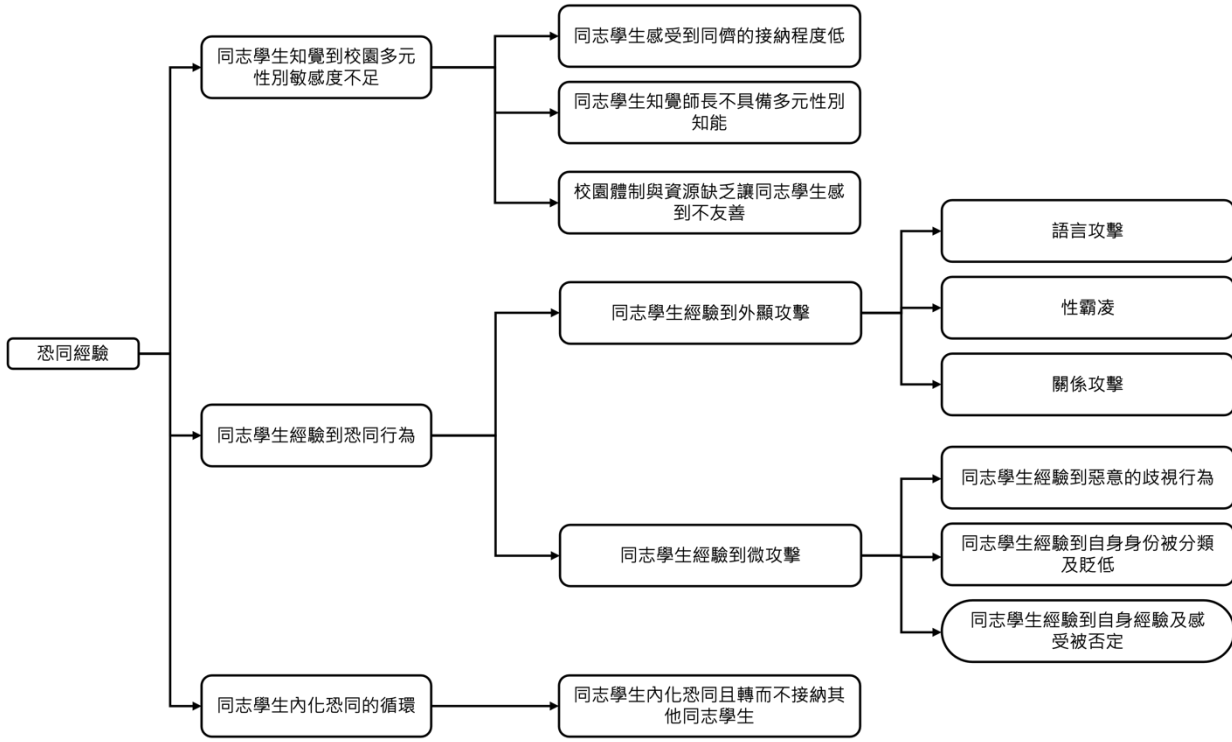 恐同經驗
同志學生知覺到校園多元
性別敏感度不足
同志學生感受到同儕的接納程度低
同志學生知覺師長不具備多元性別
知能
校園體制與資源缺乏讓同志學生感
到不友善
同志學生經驗到恐同行為
同志學生經驗到外顯攻擊
語言攻擊
性霸凌
關係攻擊
同志學生經驗到微攻擊
同志學生經驗到惡意的歧視行為
同志學生經驗到自身身份被分類
及貶低
同志學生經驗到自身經驗及感
受被否定
同志學生內化恐同的循環
同志學生內化恐同且轉而不接納其
他同志學生